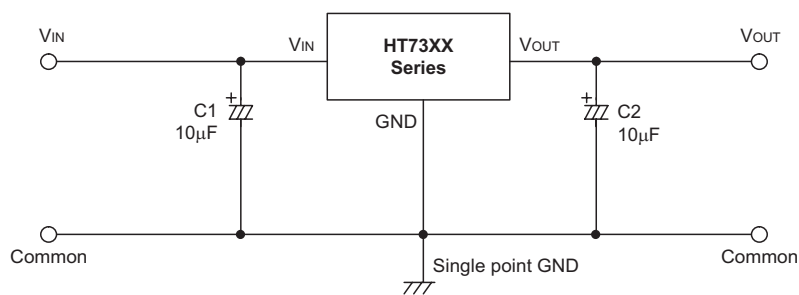 VIN
VIN
HT73XX
Series
VOUT
VOUT
+
C1
10μF
GND
+
C2
10μF
Common
Single point GND
Common